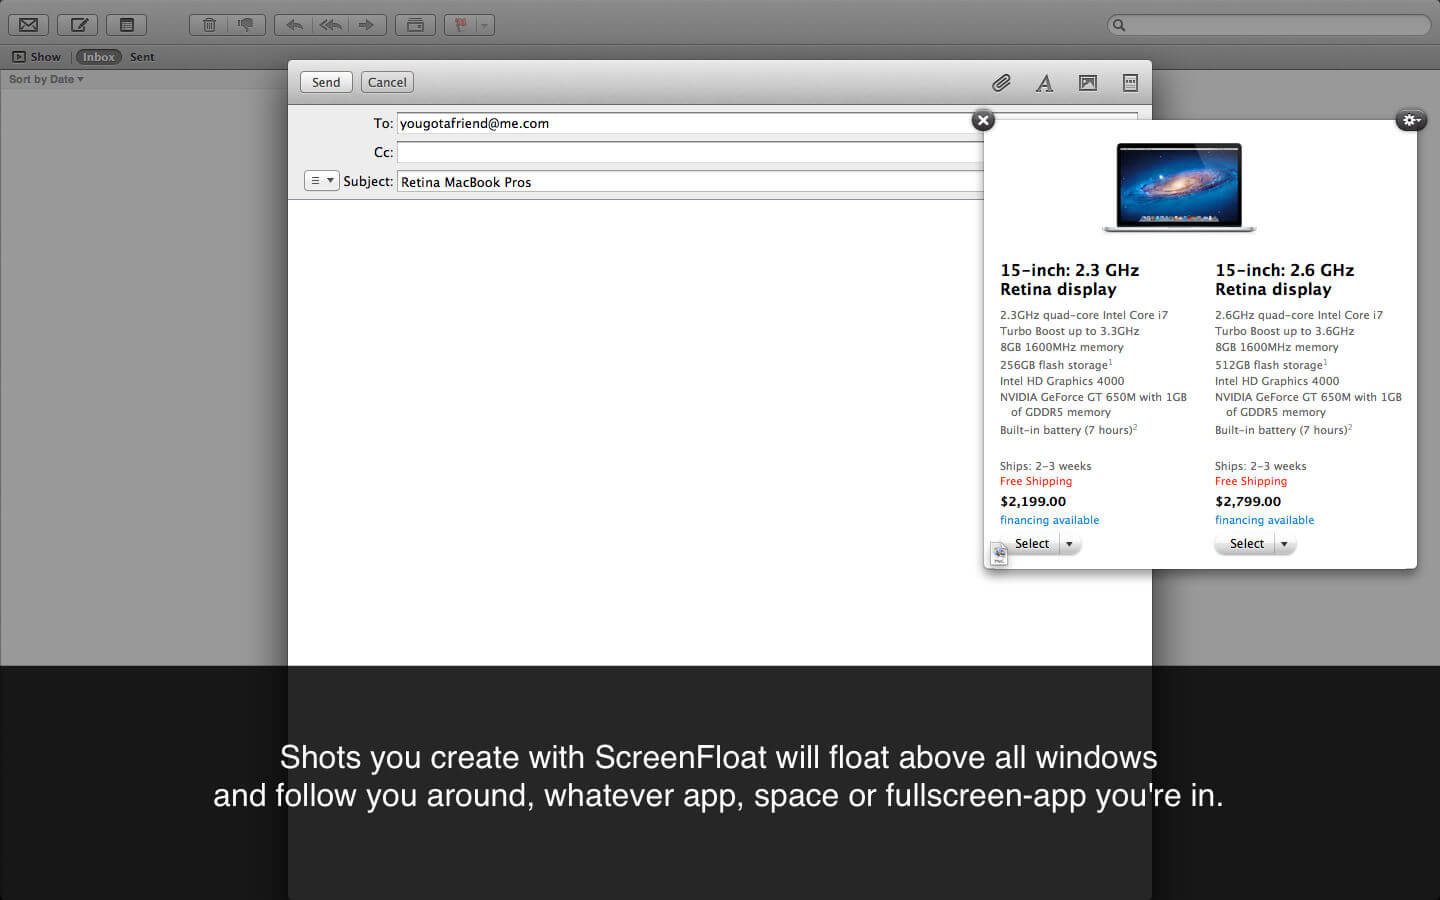 Show
Inbox
Sent
Sort by Date
Send
Cancel
To: yougotafriend@me.com
Cc:
Subject: Retina MacBook Pros
15-inch: 2.3 GHz
Retina display
2.3GHz quad-core Intel Core i7
Turbo Boost up to 3.3GHz
8GB 1600MHz memory
256GB flash storage1
Intel HD Graphics 4000
NVIDIA GeForce GT 650M with 1GB
of GDDR5 memory
Built-in battery (7 hours)2
Ships: 2-3 weeks
Free Shipping
$2,199.00
financing available
Select
15-inch: 2.6 GHz
Retina display
2.6GHz quad-core Intel Core i7
Turbo Boost up to 3.6GHz
8GB 1600MHz memory
512GB flash storage1
Intel HD Graphics 4000
NVIDIA GeForce GT 650M with 1GB
of GDDR5 memory
Built-in battery (7 hours)2
Ships: 2-3 weeks
Free Shipping
$2,799.00
financing available
Select
Shots you create with ScreenFloat will float above all windows
and follow you around, whatever app, space or fullscreen-app you're in.